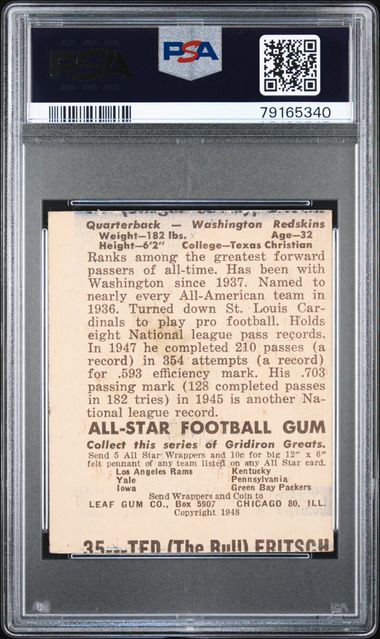 PSA
PSA
79165340
Quarterback — Washington Redskins
Weight—182 lbs. Age—32
Height—6'2" College—Texas Christian
Ranks among the greatest forward
passers of all-time. Has been with
Washington since 1937. Named to
nearly every All-American team in
1936. Turned down St. Louis Car-
dinals to play pro football. Holds
eight National league pass records.
In 1947 he completed 210 passes (a
record) in 354 attempts (a record)
for .593 efficiency mark. His .703
passing mark (128 completed passes
in 182 tries) in 1945 is another Na-
tional league record.
ALL-STAR FOOTBALL GUM
Collect this series of Gridiron Greats.
Send 5 All Star Wrappers and 10c for big 12" x 6"
felt pennant of any team listed on any All Star card.
Los Angeles Rams Kentucky
Yale Pennsylvania
Iowa Green Bay Packers
Send Wrappers and Coin to
LEAF GUM CO., Box 5907 CHICAGO 80, ILL.
Copyright 1948
35—TED (The Bull) FRITSCH